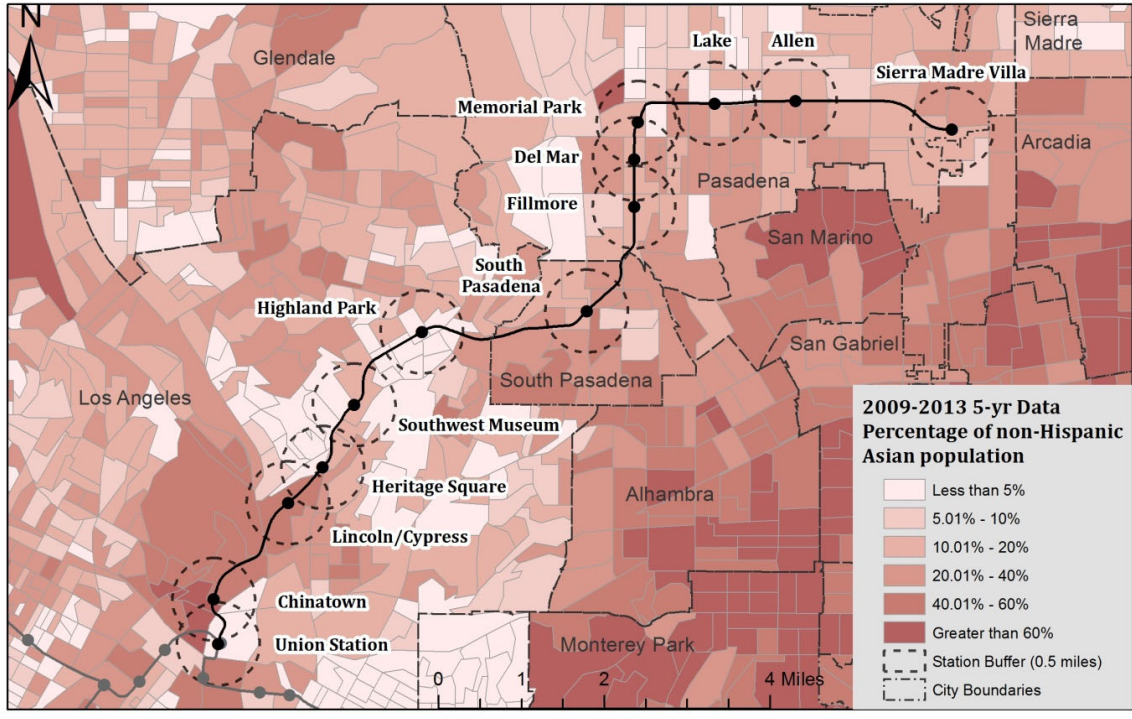 N
Glendale
Lake
Allen
Sierra
Madre
Sierra Madre Villa
Memorial Park
Arcadia
Del Mar
Pasadena
Fillmore
San Marino
South
Pasadena
Highland Park
San Gabriel
South Pasadena
Los Angeles
Southwest Museum
Heritage Square
Alhambra
Lincoln/Cypress
Chinatown
Union Station
Monterey Park
0
2
4 Miles
2009-2013 5-yr Data
Percentage of non-Hispanic
Asian population
Less than 5%
5.01% - 10%
10.01% - 20%
20.01% - 40%
40.01% - 60%
Greater than 60%
Station Buffer (0.5 miles)
City Boundaries